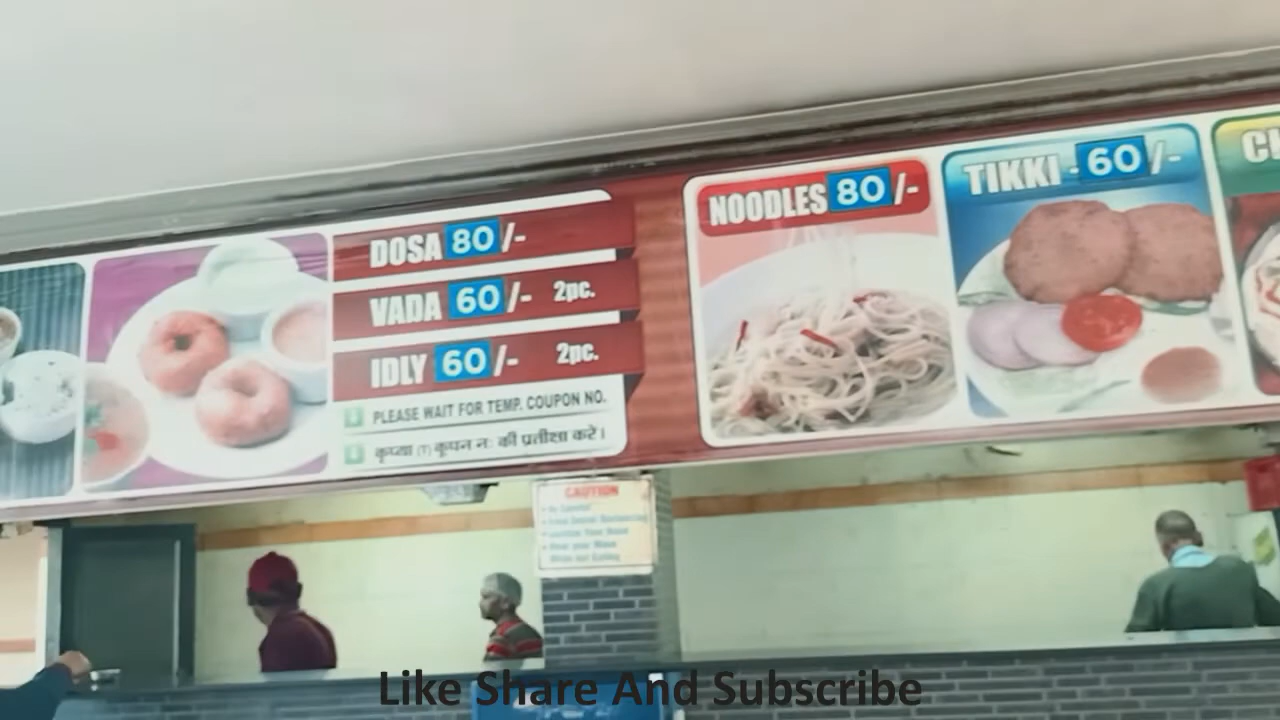 DOSA 80/-
VADA 60/- 2pc.
IDLY 60/- 2pc.
PLEASE WAIT FOR TEMP. COUPON NO.
कृप्या (T) कूपन नः की प्रतीक्षा करें।
NOODLES 80/-
TIKKI - 60/-
CAUTION
Like Share And Subscribe